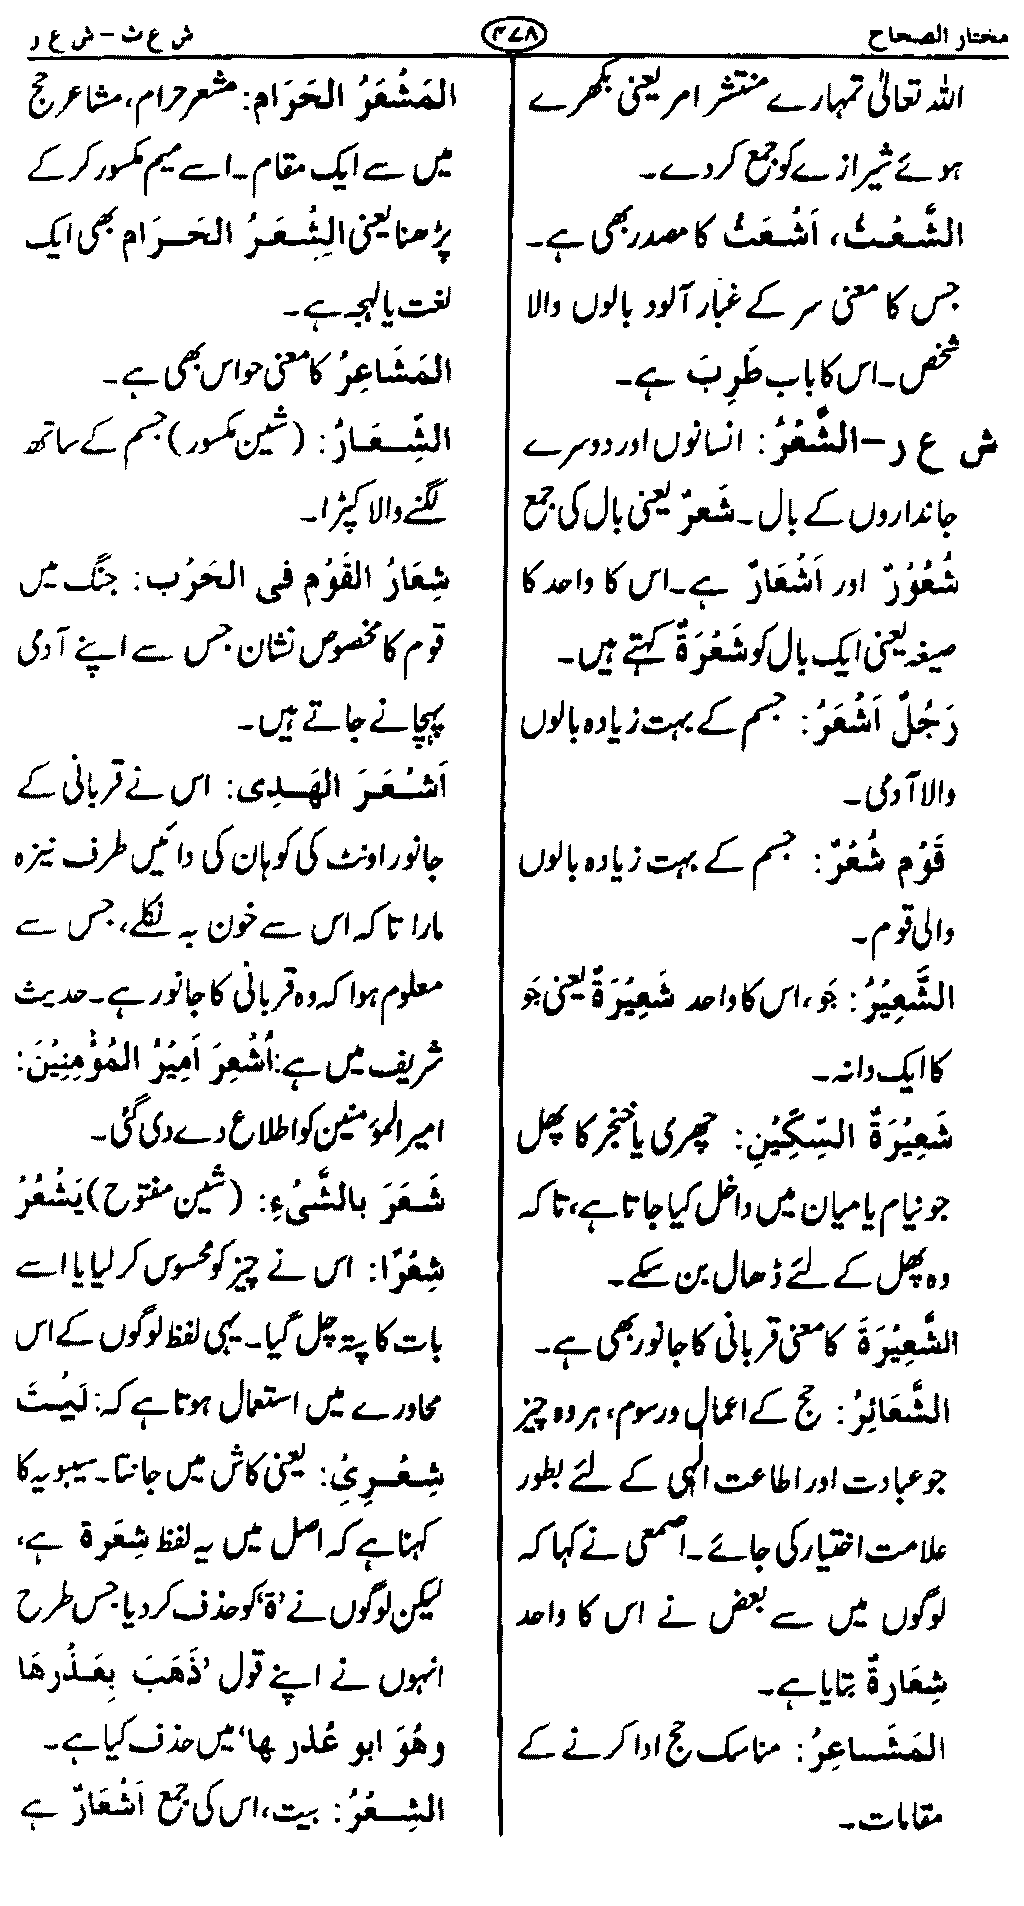 مختار الصحاح
۴۷۸
ش ع ث – ش ع ر
اللہ تعالیٰ تمہارے منتشر امر یعنی بکھرے
ہوئے شیرازے کو جمع کر دے۔
الشَّعْثُ، اَشْعَثُ کا مصدر بھی ہے۔
جس کا معنی سر کے غبار آلود بالوں والا
شخص۔ اس کا باب طَرِبَ ہے۔
ش ع ر – الشَّعْرُ: انسانوں اور دوسرے
جانداروں کے بال۔ شَعرٌ یعنی بال کی جمع
شُعُوْرٌ اور اَشْعَارٌ ہے۔ اس کا واحد کا
صیغہ یعنی ایک بال کو شَعْرَةٌ کہتے ہیں۔
رَجُلٌ اَشْعَرُ: جسم کے بہت زیادہ بالوں
والا آدمی۔
قَوْم شُعْرٌ: جسم کے بہت زیادہ بالوں
والی قوم۔
الشَّعِيْرُ: جَو، اس کا واحد شَعِيْرَةٌ یعنی جَو
کا ایک دانہ۔
شَعِيْرَةُ السِّكِّيْنِ: چھری یا خنجر کا پھل
جو نیام یا میان میں داخل کیا جاتا ہے، تا کہ
وہ پھل کے لئے ڈھال بن سکے۔
الشَّعِيْرَةَ کا معنی قربانی کا جانور بھی ہے۔
الشَّعَائِرُ: حج کے اعمال و رسوم، ہر وہ چیز
جو عبادت اور اطاعت الٰہی کے لئے بطور
علامت اختیار کی جائے۔ اصمعی نے کہا کہ
لوگوں میں سے بعض نے اس کا واحد
شِعَارةٌ بتایا ہے۔
المَشَاعِرُ: مناسک حج ادا کرنے کے
مقامات۔
المَشْعَرُ الحَرَام: مشعر حرام، مشاعر حج
میں سے ایک مقام۔ اسے میم مکسور کر کے
پڑھنا یعنی الِشْعَرُ الحَرَام بھی ایک
لغت یا لہجہ ہے۔
المَشَاعِرُ کا معنی حواس بھی ہے۔
الشِّعَارُ: (شین مکسور) جسم کے ساتھ
لگنے والا کپڑا۔
شِعَارُ القَوْم فی الحَرْب: جنگ میں
قوم کا مخصوص نشان جس سے اپنے آدمی
پہچانے جاتے ہیں۔
اَشْعَرَ الهَدِى: اس نے قربانی کے
جانور اونٹ کی کوہان کی دائیں طرف نیزہ
مارا تا کہ اس سے خون بہ نکلے، جس سے
معلوم ہوا کہ وہ قربانی کا جانور ہے۔ حدیث
شریف میں ہے: اُشْعِرَ اَمِيْرُ المُؤْمِنِيْنَ:
امیر المؤمنین کو اطلاع دے دی گئی۔
شَعَرَ بالشَّىْءِ: (شین مفتوح) يَشْعُرُ
شِعْرًا: اس نے چیز کو محسوس کر لیا یا اسے
بات کا پتہ چل گیا۔ یہی لفظ لوگوں کے اس
محاورے میں استعمال ہوتا ہے کہ: لَيْتَ
شِعْرِىْ: یعنی کاش میں جانتا۔ سیبویہ کا
کہنا ہے کہ اصل میں یہ لفظ شِعَرة ہے،
لیکن لوگوں نے ’ة‘ کو حذف کر دیا جس طرح
انہوں نے اپنے قول ’ذَهَبَ بِعَذْرِهَا
وهُوَ ابو عُذر ها‘ میں حذف کیا ہے۔
الشِعْرُ: بیت، اس کی جمع اَشْعَارٌ ہے